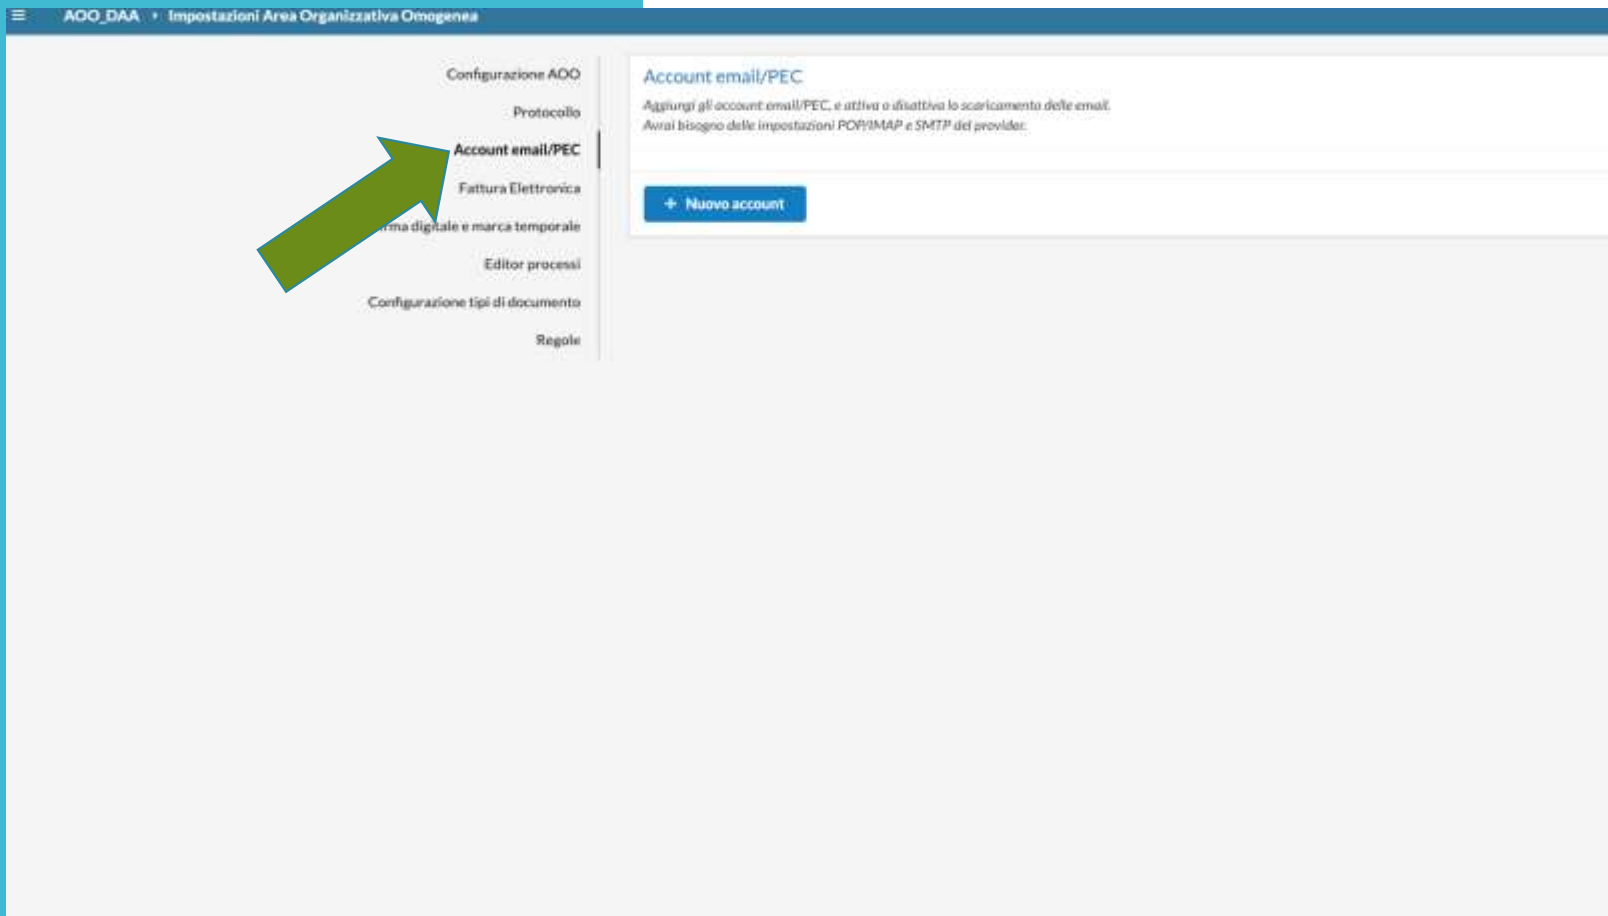 AOO_DAA › Impostazioni Area Organizzativa Omogenea
Configurazione AOO
Protocollo
Account email/PEC
Fattura Elettronica
rma digitale e marca temporale
Editor processi
Configurazione tipi di documento
Regole
Account email/PEC
Aggiungi gli account email/PEC, e attiva o disattiva lo scaricamento delle email.
Avrai bisogno delle impostazioni POP/IMAP e SMTP del provider.
+ Nuovo account